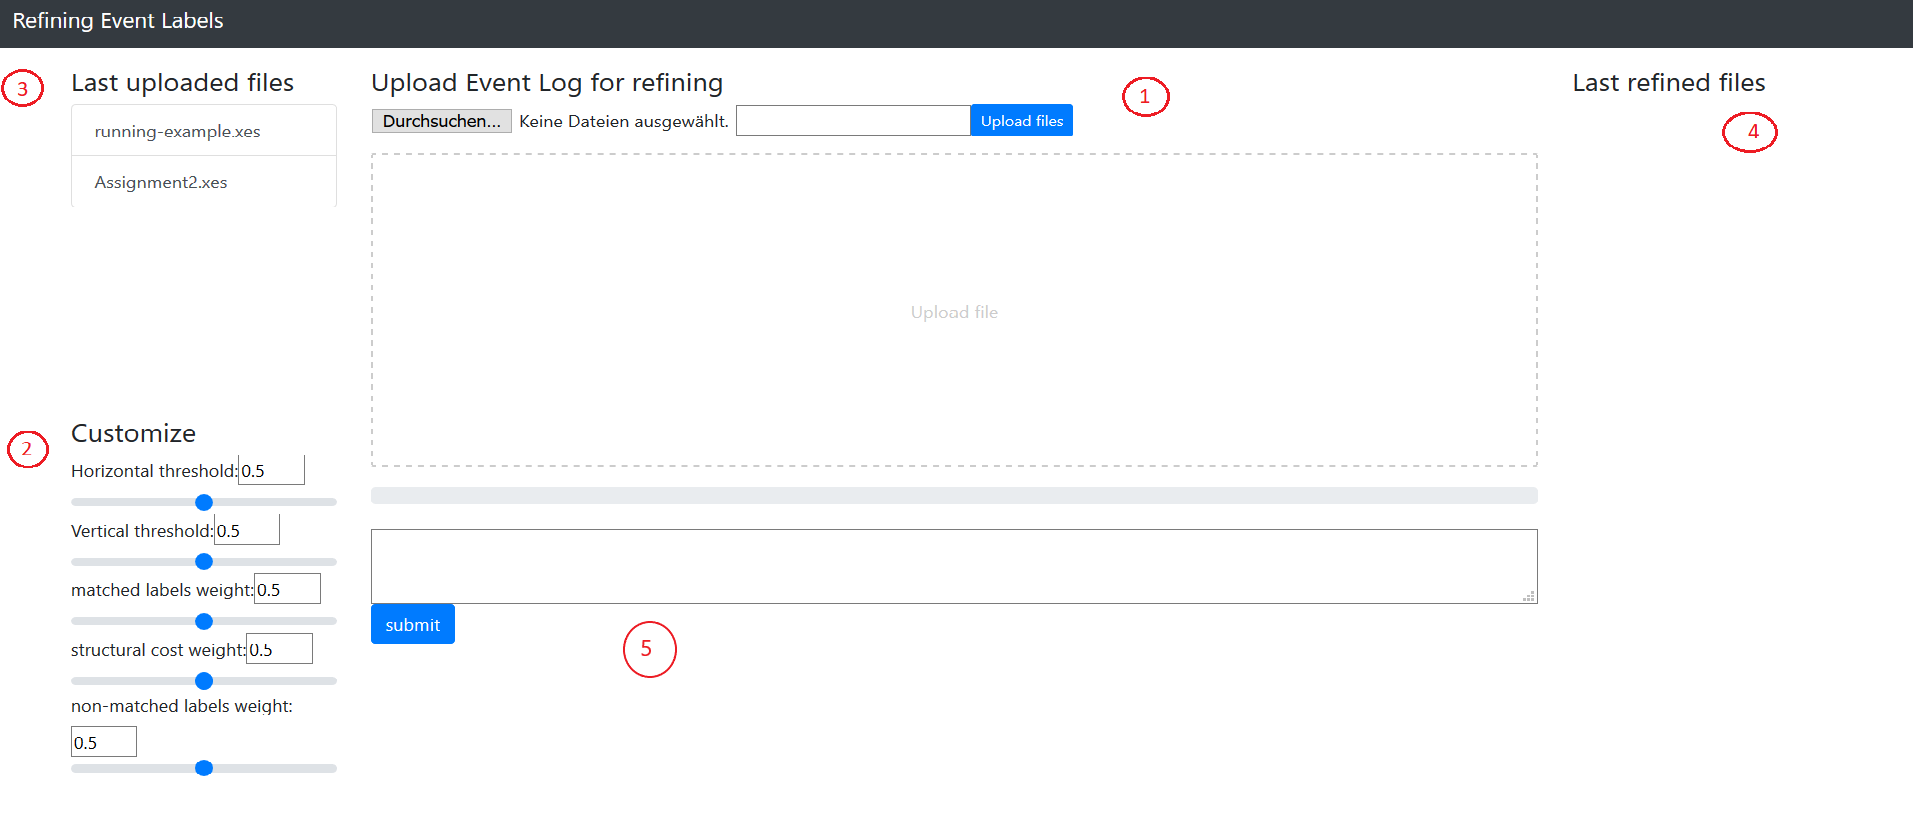 Refining Event Labels
3
Last uploaded files
running-example.xes
Assignment2.xes
2
Customize
Horizontal threshold: 0.5
Vertical threshold: 0.5
matched labels weight: 0.5
structural cost weight: 0.5
non-matched labels weight:
0.5
Upload Event Log for refining
1
Durchsuchen... Keine Dateien ausgewählt. Upload files
Upload file
submit
5
Last refined files
4